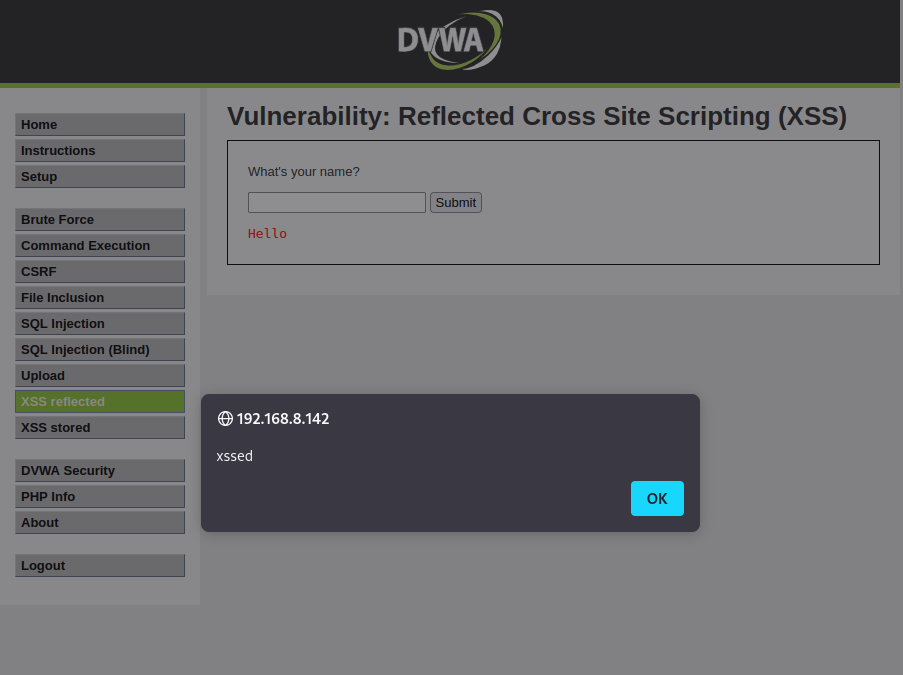 DVWA
Home
Instructions
Setup
Brute Force
Command Execution
CSRF
File Inclusion
SQL Injection
SQL Injection (Blind)
Upload
XSS reflected
XSS stored
DVWA Security
PHP Info
About
Logout
Vulnerability: Reflected Cross Site Scripting (XSS)
What's your name?
Submit
Hello
192.168.8.142
xssed
OK